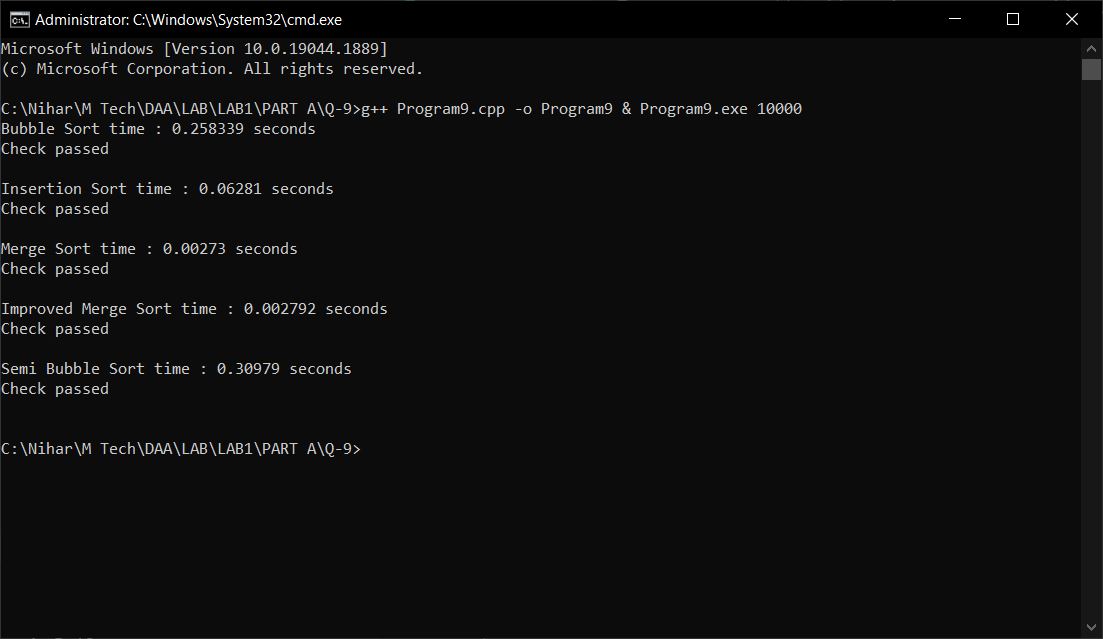 Administrator: C:\Windows\System32\cmd.exe
Microsoft Windows [Version 10.0.19044.1889]
(c) Microsoft Corporation. All rights reserved.
C:\Nihar\M Tech\DAA\LAB\LAB1\PART A\Q-9>g++ Program9.cpp -o Program9 & Program9.exe 10000
Bubble Sort time : 0.258339 seconds
Check passed
Insertion Sort time : 0.06281 seconds
Check passed
Merge Sort time : 0.00273 seconds
Check passed
Improved Merge Sort time : 0.002792 seconds
Check passed
Semi Bubble Sort time : 0.30979 seconds
Check passed
C:\Nihar\M Tech\DAA\LAB\LAB1\PART A\Q-9>